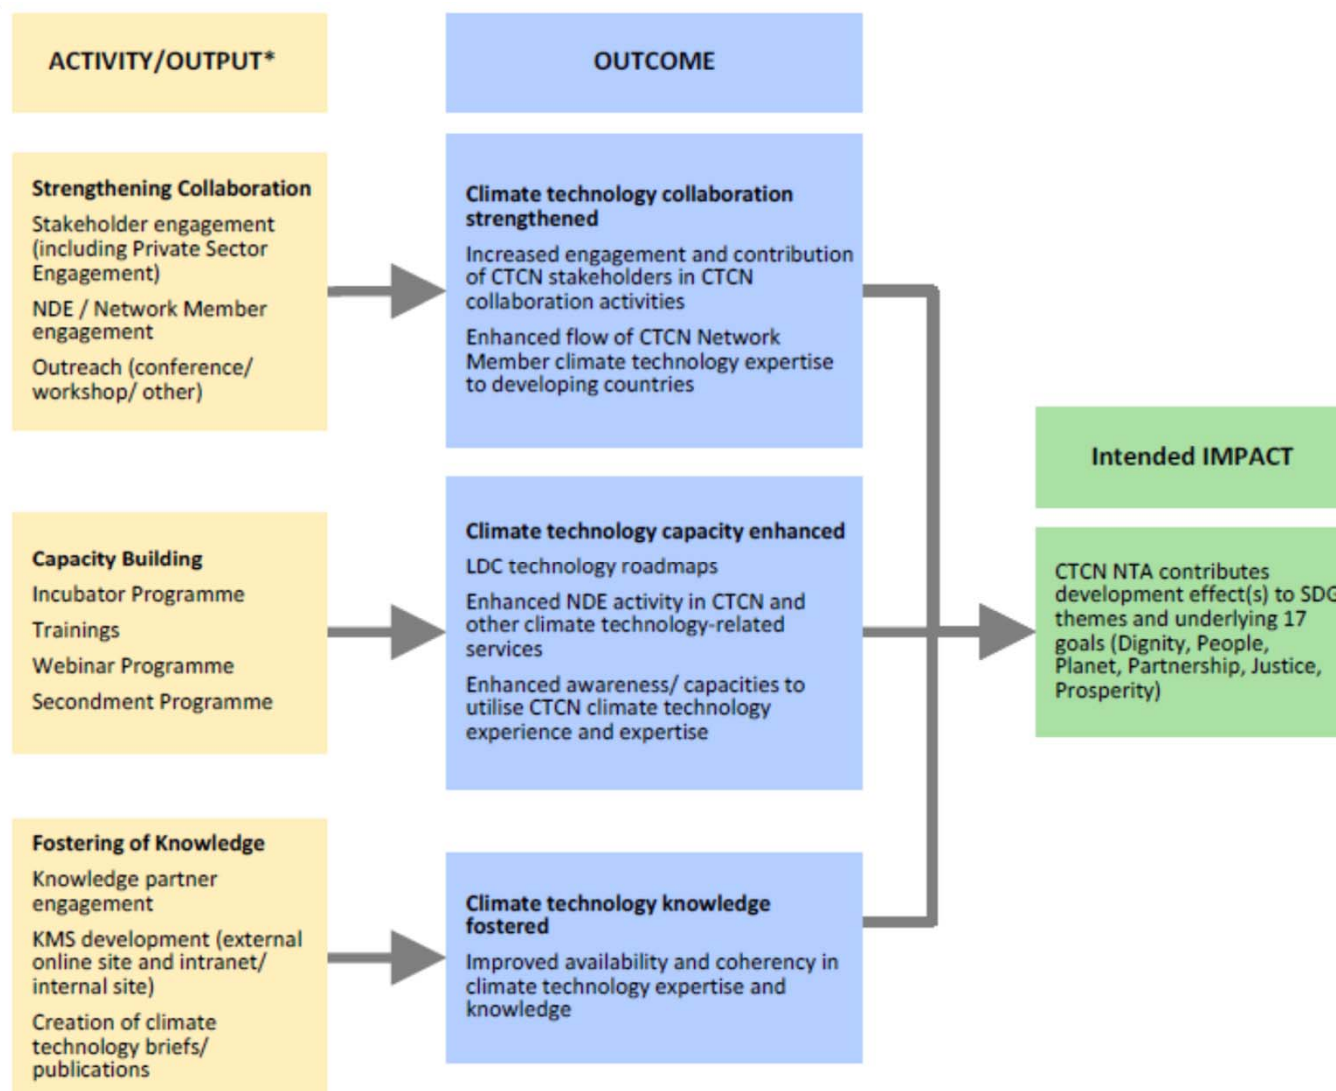 ACTIVITY/OUTPUT*
OUTCOME
Strengthening Collaboration
Stakeholder engagement
(including Private Sector
Engagement)
NDE / Network Member
engagement
Outreach (conference/
workshop/ other)
Climate technology collaboration
strengthened
Increased engagement and contribution
of CTCN stakeholders in CTCN
collaboration activities
Enhanced flow of CTCN Network
Member climate technology expertise
to developing countries
Capacity Building
Incubator Programme
Trainings
Webinar Programme
Secondment Programme
Climate technology capacity enhanced
LDC technology roadmaps
Enhanced NDE activity in CTCN and
other climate technology-related
services
Enhanced awareness/ capacities to
utilise CTCN climate technology
experience and expertise
Fostering of Knowledge
Knowledge partner
engagement
KMS development (external
online site and intranet/
internal site)
Creation of climate
technology briefs/
publications
Climate technology knowledge
fostered
Improved availability and coherency in
climate technology expertise and
knowledge
Intended IMPACT
CTCN NTA contributes
development effect(s) to SDG
themes and underlying 17
goals (Dignity, People,
Planet, Partnership, Justice,
Prosperity)